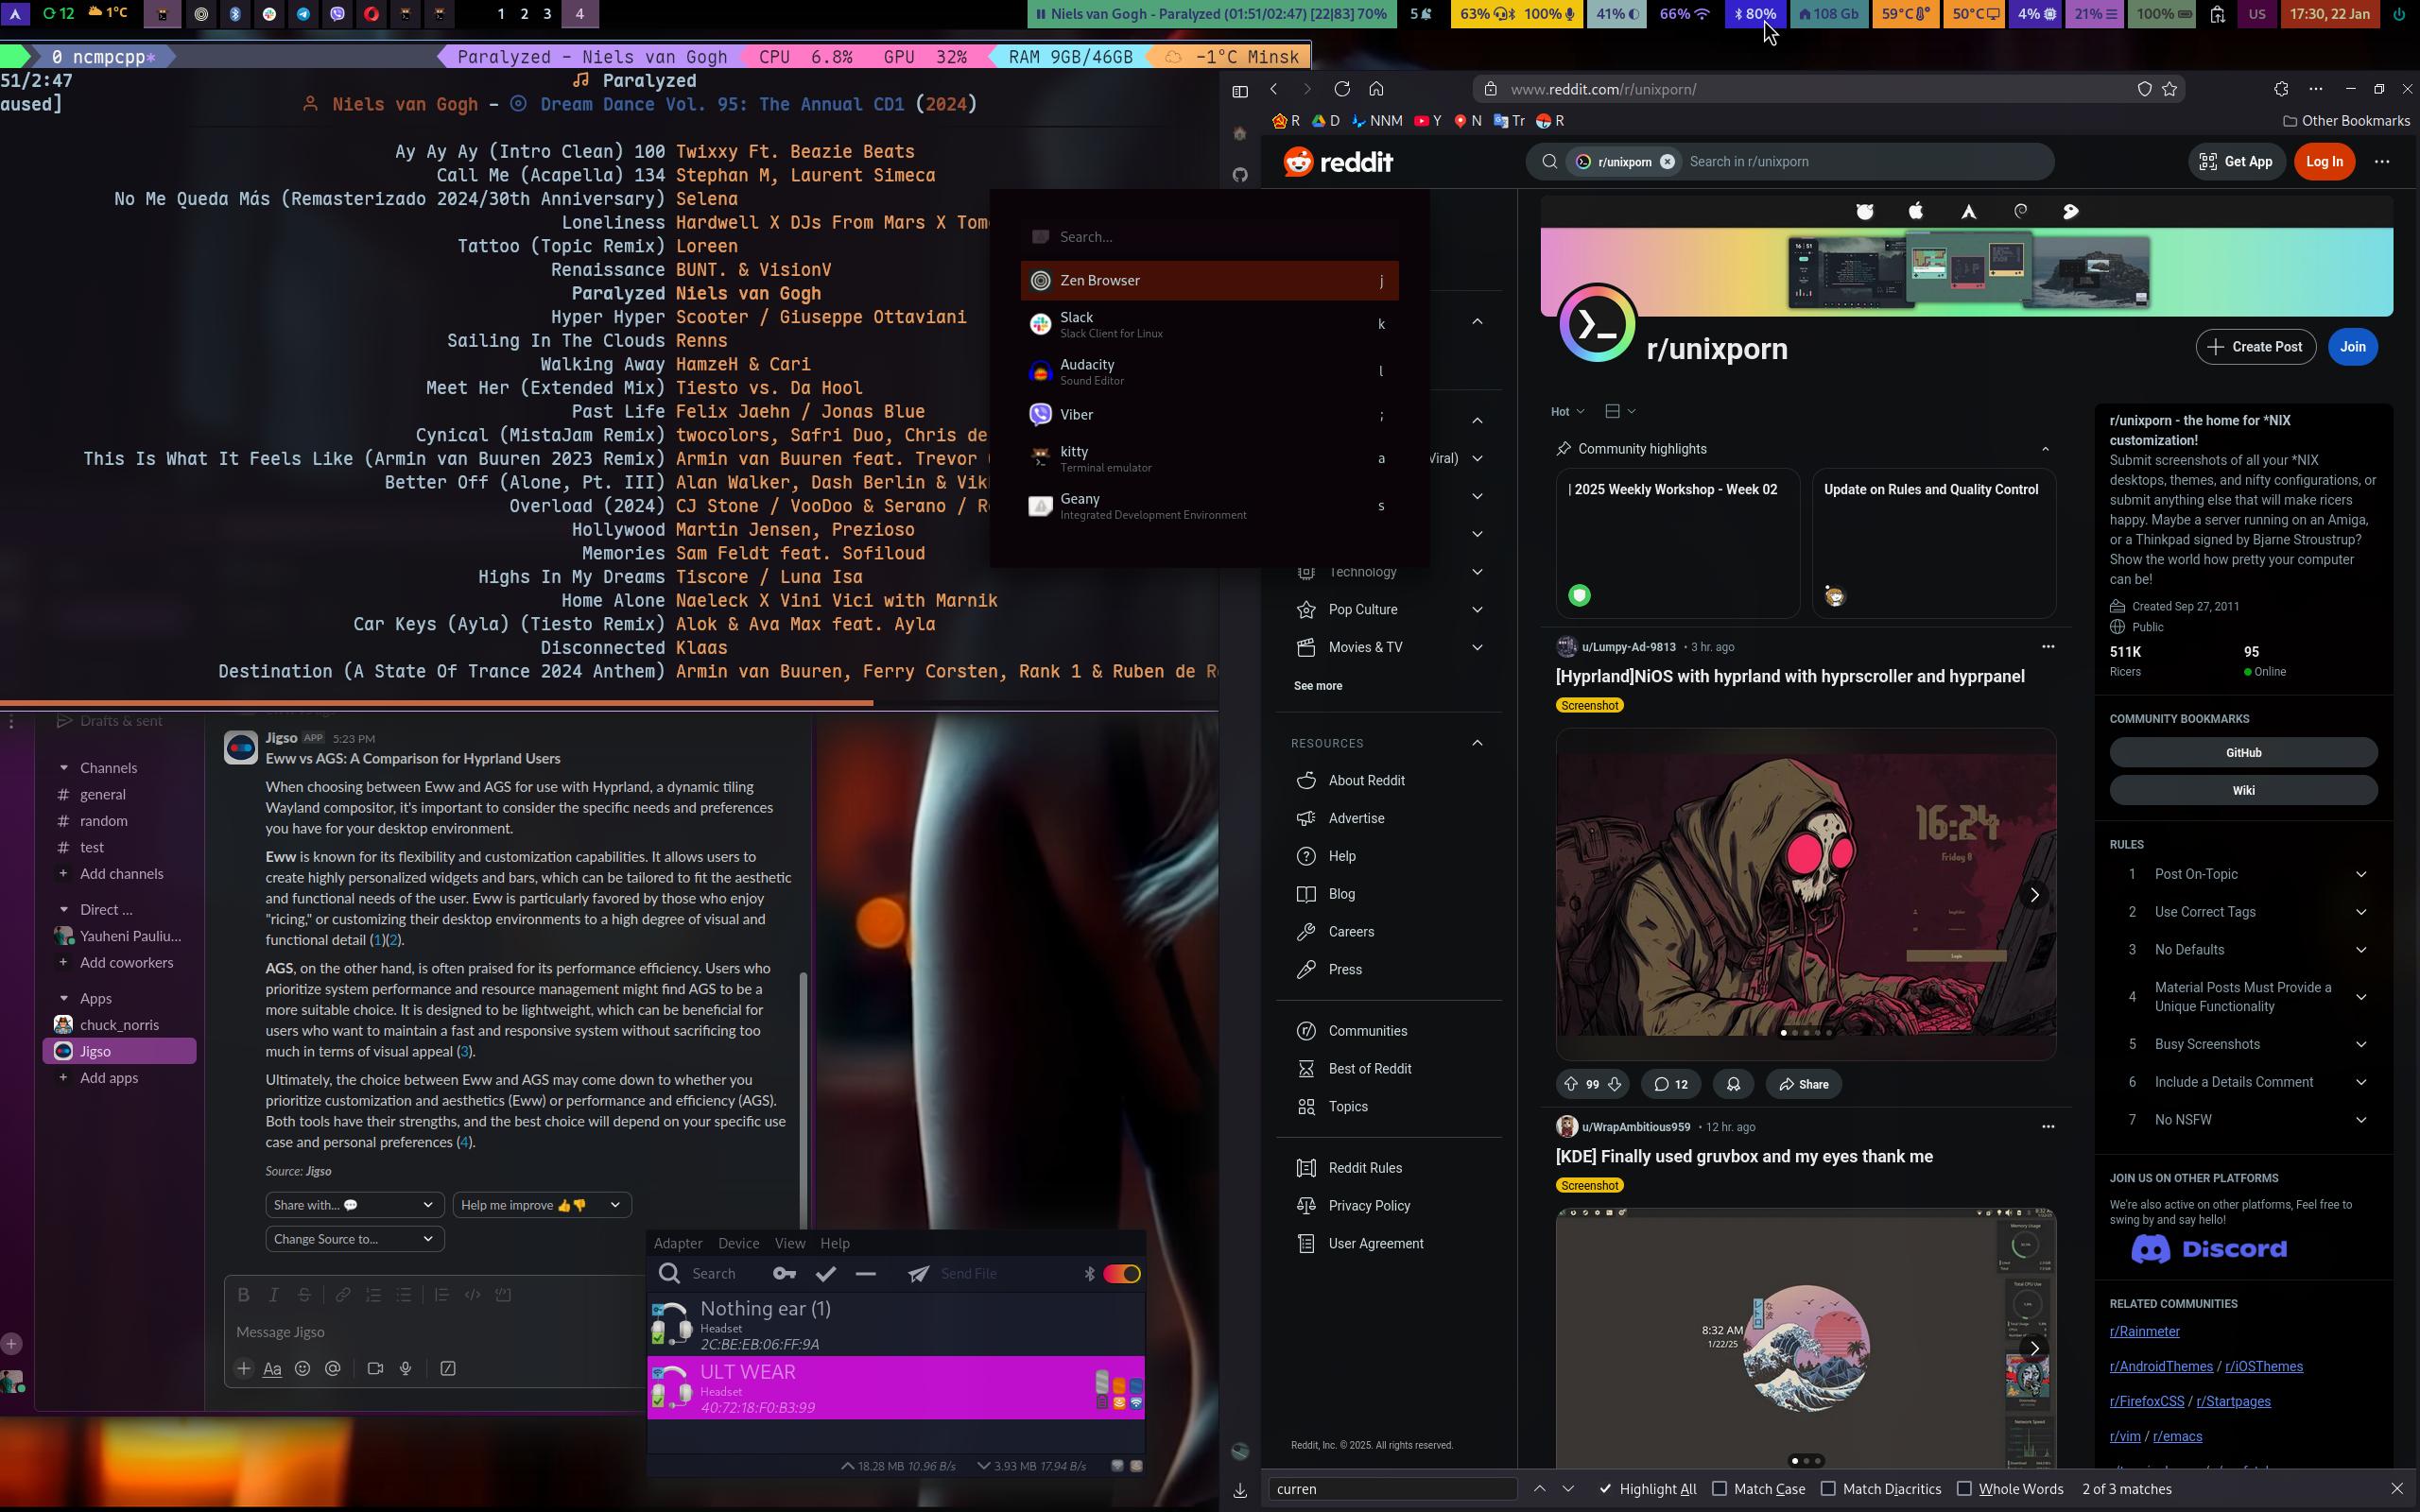 12 1°C 1 2 3 4 Niels van Gogh - Paralyzed (01:51/02:47) [22|83] 70% 5 63% 100% 41% 66% 80% 108 Gb 59°C 50°C 4% 21% 100% US 17:30, 22 Jan
0 ncmpcpp* Paralyzed - Niels van Gogh CPU 6.8% GPU 32% RAM 9GB/46GB -1°C Minsk
51/2:47 Paralyzed
aused] Niels van Gogh - Dream Dance Vol. 95: The Annual CD1 (2024)
Ay Ay Ay (Intro Clean) 100 Twixxy Ft. Beazie Beats
Call Me (Acapella) 134 Stephan M, Laurent Simeca
No Me Queda Más (Remasterizado 2024/30th Anniversary) Selena
Loneliness Hardwell X DJs From Mars X Tom
Tattoo (Topic Remix) Loreen
Renaissance BUNT. & VisionV
Paralyzed Niels van Gogh
Hyper Hyper Scooter / Giuseppe Ottaviani
Sailing In The Clouds Renns
Walking Away HamzeH & Cari
Meet Her (Extended Mix) Tiesto vs. Da Hool
Past Life Felix Jaehn / Jonas Blue
Cynical (MistaJam Remix) twocolors, Safri Duo, Chris de
This Is What It Feels Like (Armin van Buuren 2023 Remix) Armin van Buuren feat. Trevor
Better Off (Alone, Pt. III) Alan Walker, Dash Berlin & Vik
Overload (2024) CJ Stone / VooDoo & Serano / R
Hollywood Martin Jensen, Prezioso
Memories Sam Feldt feat. Sofiloud
Highs In My Dreams Tiscore / Luna Isa
Home Alone Naeleck X Vini Vici with Marnik
Car Keys (Ayla) (Tiesto Remix) Alok & Ava Max feat. Ayla
Disconnected Klaas
Destination (A State Of Trance 2024 Anthem) Armin van Buuren, Ferry Corsten, Rank 1 & Ruben de R
Search...
Zen Browser j
Slack k
Slack Client for Linux
Audacity l
Sound Editor
Viber ;
kitty a
Terminal emulator
Geany s
Integrated Development Environment
Drafts & sent
Channels
# general
# random
# test
+ Add channels
Direct ...
Yauheni Pauliu...
+ Add coworkers
Apps
chuck_norris
Jigso
+ Add apps
Jigso APP 5:23 PM
Eww vs AGS: A Comparison for Hyprland Users
When choosing between Eww and AGS for use with Hyprland, a dynamic tiling
Wayland compositor, it's important to consider the specific needs and preferences
you have for your desktop environment.
Eww is known for its flexibility and customization capabilities. It allows users to
create highly personalized widgets and bars, which can be tailored to fit the aesthetic
and functional needs of the user. Eww is particularly favored by those who enjoy
"ricing," or customizing their desktop environments to a high degree of visual and
functional detail (1)(2).
AGS, on the other hand, is often praised for its performance efficiency. Users who
prioritize system performance and resource management might find AGS to be a
more suitable choice. It is designed to be lightweight, which can be beneficial for
users who want to maintain a fast and responsive system without sacrificing too
much in terms of visual appeal (3).
Ultimately, the choice between Eww and AGS may come down to whether you
prioritize customization and aesthetics (Eww) or performance and efficiency (AGS).
Both tools have their strengths, and the best choice will depend on your specific use
case and personal preferences (4).
Source: Jigso
Share with... 💬 Help me improve 👍👎
Change Source to...
Message Jigso
Aa
Adapter Device View Help
Search Send File
Nothing ear (1)
Headset
2C:BE:EB:06:FF:9A
ULT WEAR
Headset
40:72:18:F0:B3:99
18.28 MB 10.96 B/s 3.93 MB 17.94 B/s
www.reddit.com/r/unixporn/
R D NNM Y N Tr R Other Bookmarks
reddit r/unixporn Search in r/unixporn Get App Log In
Viral)
Technology
Pop Culture
Movies & TV
See more
RESOURCES
About Reddit
Advertise
Help
Blog
Careers
Press
Communities
Best of Reddit
Topics
Reddit Rules
Privacy Policy
User Agreement
Reddit, Inc. © 2025. All rights reserved.
r/unixporn Create Post Join
Hot
Community highlights
| 2025 Weekly Workshop - Week 02
Update on Rules and Quality Control
u/Lumpy-Ad-9813 • 3 hr. ago
[Hyprland]NiOS with hyprland with hyprscroller and hyprpanel
Screenshot
16:24
Friday 8
Login
99 12 Share
u/WrapAmbitious959 • 12 hr. ago
[KDE] Finally used gruvbox and my eyes thank me
Screenshot
8:32 AM
1/22/25
r/unixporn - the home for *NIX
customization!
Submit screenshots of all your *NIX
desktops, themes, and nifty configurations, or
submit anything else that will make ricers
happy. Maybe a server running on an Amiga,
or a Thinkpad signed by Bjarne Stroustrup?
Show the world how pretty your computer
can be!
Created Sep 27, 2011
Public
511K 95
Ricers Online
COMMUNITY BOOKMARKS
GitHub
Wiki
RULES
1 Post On-Topic
2 Use Correct Tags
3 No Defaults
4 Material Posts Must Provide a
Unique Functionality
5 Busy Screenshots
6 Include a Details Comment
7 No NSFW
JOIN US ON OTHER PLATFORMS
We're also active on other platforms, Feel free to
swing by and say hello!
Discord
RELATED COMMUNITIES
r/Rainmeter
r/AndroidThemes / r/iOSThemes
r/FirefoxCSS / r/Startpages
r/vim / r/emacs
curren Highlight All Match Case Match Diacritics Whole Words 2 of 3 matches